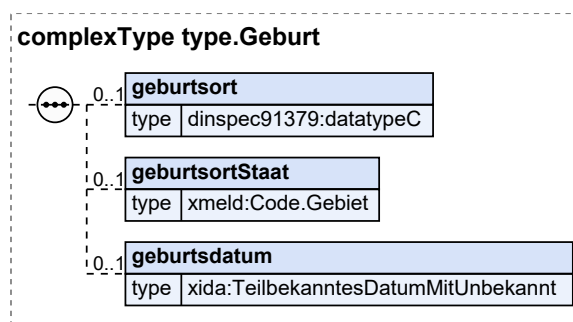 complexType type.Geburt
0..1 geburtsort
type dinspec91379:datatypeC
0..1 geburtsortStaat
type xmeld:Code.Gebiet
0..1 geburtsdatum
type xida:TeilbekanntesDatumMitUnbekannt